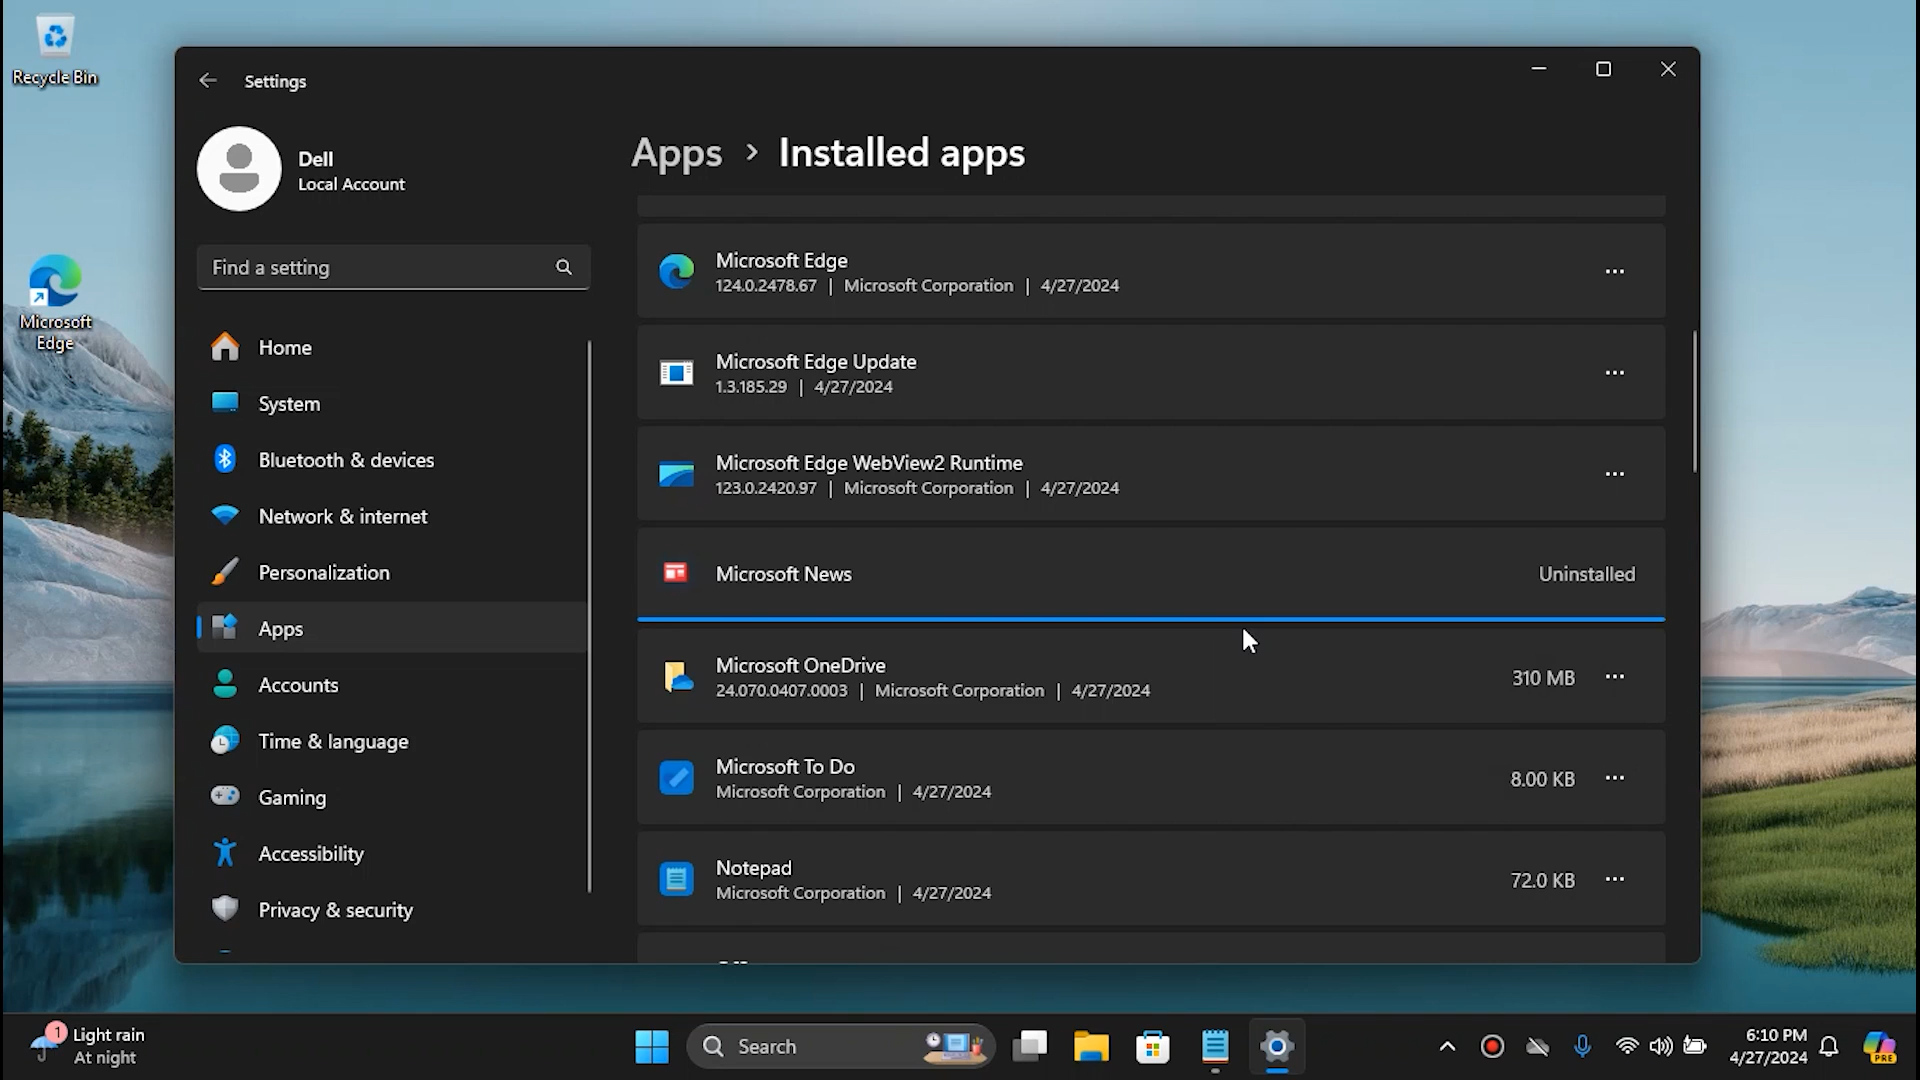 Recycle Bin
Microsoft
Edge
Settings
Dell
Local Account
Find a setting
Home
System
Bluetooth & devices
Network & internet
Personalization
Apps
Accounts
Time & language
Gaming
Accessibility
Privacy & security
Apps > Installed apps
Microsoft Edge
124.0.2478.67 | Microsoft Corporation | 4/27/2024
Microsoft Edge Update
1.3.185.29 | 4/27/2024
Microsoft Edge WebView2 Runtime
123.0.2420.97 | Microsoft Corporation | 4/27/2024
Microsoft News
Uninstalled
Microsoft OneDrive
24.070.0407.0003 | Microsoft Corporation | 4/27/2024
310 MB
Microsoft To Do
Microsoft Corporation | 4/27/2024
8.00 KB
Notepad
Microsoft Corporation | 4/27/2024
72.0 KB
1
Light rain
At night
Search
6:10 PM
4/27/2024
PRE